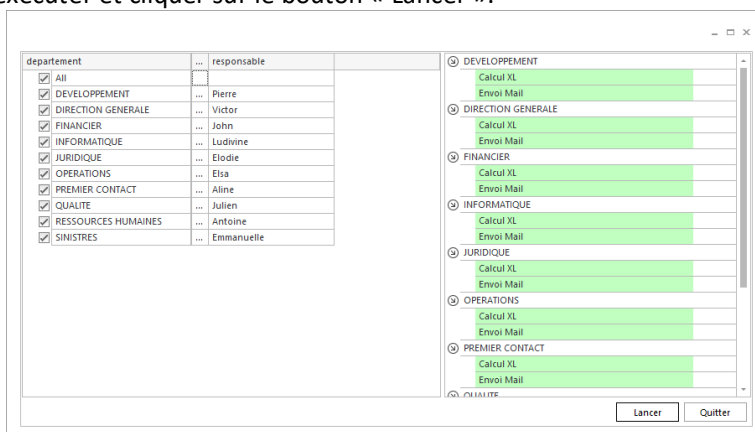 exécuter et cliquer sur le bouton « Lancer ».
departement ... responsable
All
DEVELOPPEMENT ... Pierre
DIRECTION GENERALE ... Victor
FINANCIER ... John
INFORMATIQUE ... Ludivine
JURIDIQUE ... Elodie
OPERATIONS ... Elsa
PREMIER CONTACT ... Aline
QUALITE ... Julien
RESSOURCES HUMAINES ... Antoine
SINISTRES ... Emmanuelle
DEVELOPPEMENT
Calcul XL
Envoi Mail
DIRECTION GENERALE
Calcul XL
Envoi Mail
FINANCIER
Calcul XL
Envoi Mail
INFORMATIQUE
Calcul XL
Envoi Mail
JURIDIQUE
Calcul XL
Envoi Mail
OPERATIONS
Calcul XL
Envoi Mail
PREMIER CONTACT
Calcul XL
Envoi Mail
QUALITE
Lancer Quitter